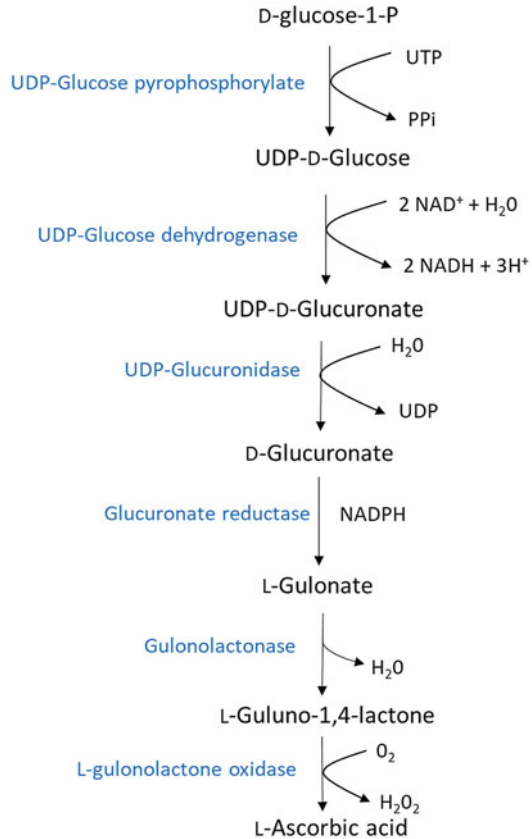 D-glucose-1-P
UTP
UDP-Glucose pyrophosphorylate
PPi
UDP-D-Glucose
2 NAD⁺ + H₂0
UDP-Glucose dehydrogenase
2 NADH + 3H⁺
UDP-D-Glucuronate
H₂0
UDP-Glucuronidase
UDP
D-Glucuronate
Glucuronate reductase NADPH
L-Gulonate
Gulonolactonase
H₂0
L-Guluno-1,4-lactone
0₂
L-gulonolactone oxidase
H₂0₂
L-Ascorbic acid